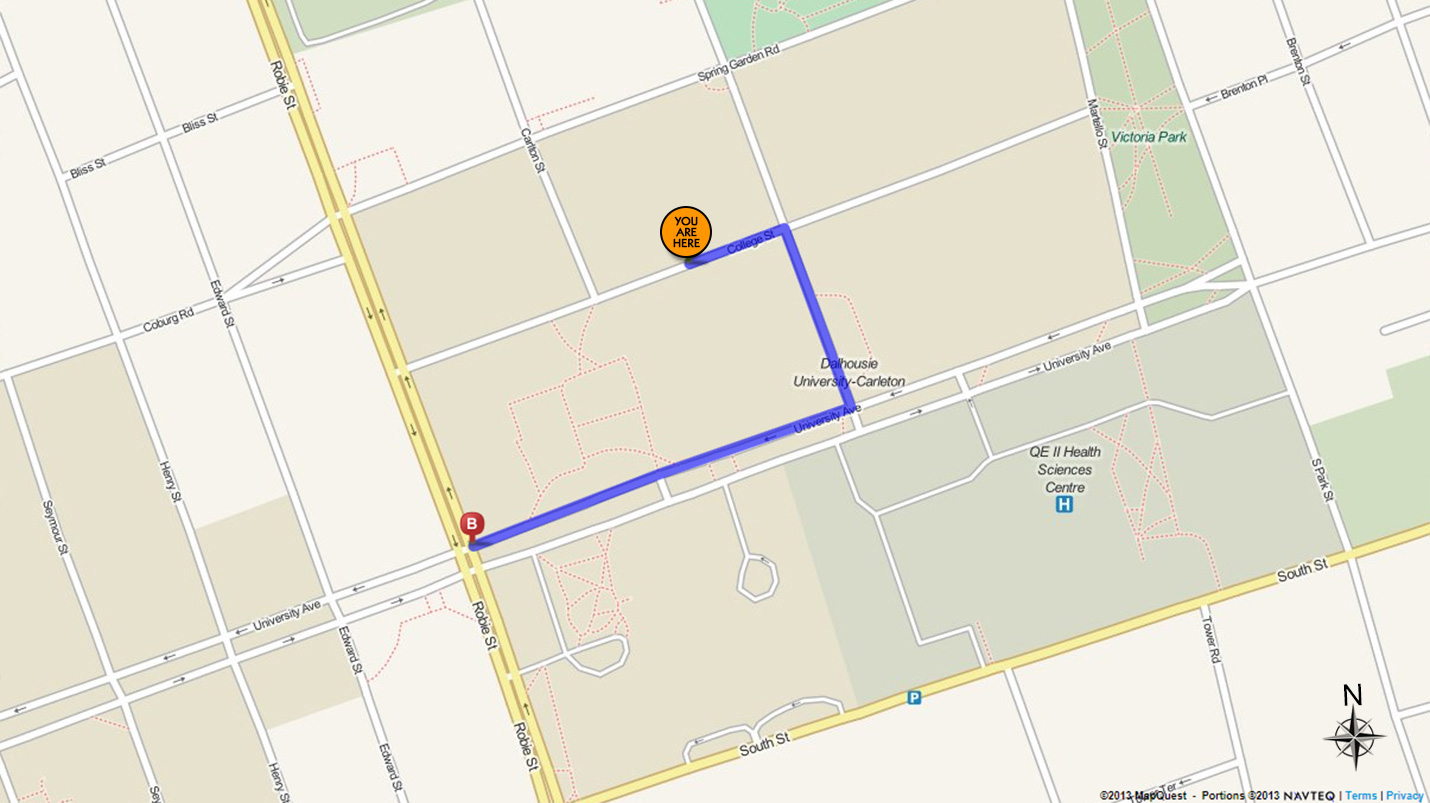 Spring Garden Rd
Robie St
Brenton St
Brenton Pl
Martello St
Victoria Park
Bliss St
Bliss St
Carlton St
YOU
ARE
HERE
College St
Edward St
Coburg Rd
Dalhousie
University-Carleton
University Ave
University Ave
QE II Health
Sciences
Centre
H
S Park St
Henry St
Seymour St
B
South St
University Ave
Robie St
Edward St
Tower Rd
P
N
South St
Robie St
Edward St
Henry St
Sey
Ter
©2013 MapQuest - Portions ©2013 NAVTEQ | Terms | Privacy